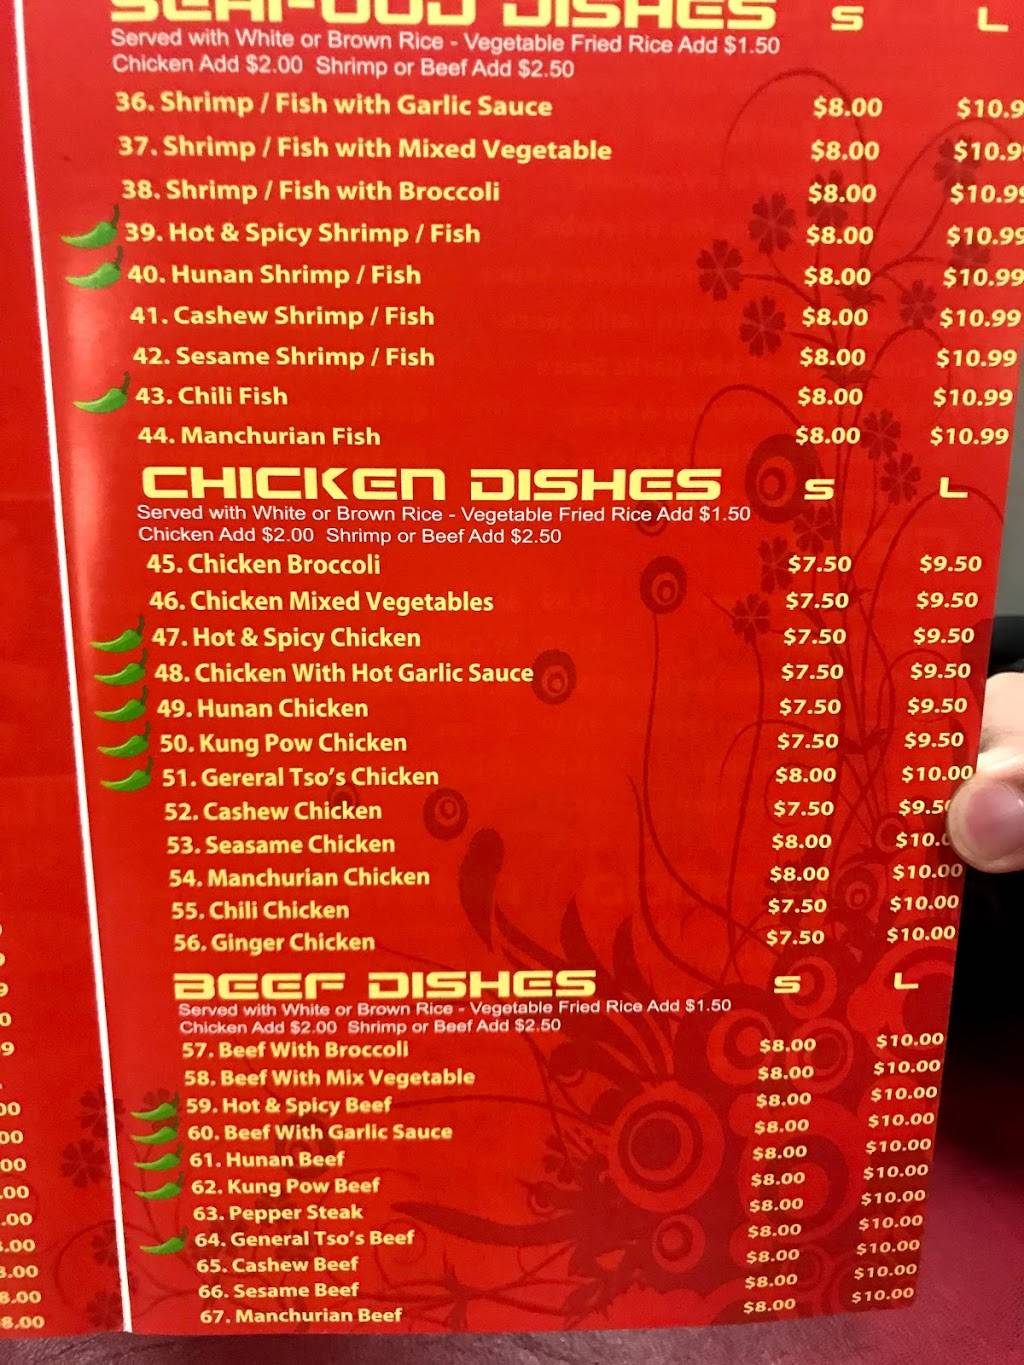 SEAFOOD DISHES S L
Served with White or Brown Rice - Vegetable Fried Rice Add $1.50
Chicken Add $2.00 Shrimp or Beef Add $2.50
36. Shrimp / Fish with Garlic Sauce $8.00 $10.9
37. Shrimp / Fish with Mixed Vegetable $8.00 $10.99
38. Shrimp / Fish with Broccoli $8.00 $10.99
39. Hot & Spicy Shrimp / Fish $8.00 $10.99
40. Hunan Shrimp / Fish $8.00 $10.99
41. Cashew Shrimp / Fish $8.00 $10.99
42. Sesame Shrimp / Fish $8.00 $10.99
43. Chili Fish $8.00 $10.99
44. Manchurian Fish $8.00 $10.99
CHICKEN DISHES S L
Served with White or Brown Rice - Vegetable Fried Rice Add $1.50
Chicken Add $2.00 Shrimp or Beef Add $2.50
45. Chicken Broccoli $7.50 $9.50
46. Chicken Mixed Vegetables $7.50 $9.50
47. Hot & Spicy Chicken $7.50 $9.50
48. Chicken With Hot Garlic Sauce $7.50 $9.50
49. Hunan Chicken $7.50 $9.50
50. Kung Pow Chicken $7.50 $9.50
51. Gereral Tso's Chicken $8.00 $10.00
52. Cashew Chicken $7.50 $9.50
53. Seasame Chicken $8.00 $10.0
54. Manchurian Chicken $8.00 $10.00
55. Chili Chicken $7.50 $10.00
56. Ginger Chicken $7.50 $10.00
BEEF DISHES S L
Served with White or Brown Rice - Vegetable Fried Rice Add $1.50
Chicken Add $2.00 Shrimp or Beef Add $2.50
57. Beef With Broccoli $8.00 $10.00
58. Beef With Mix Vegetable $8.00 $10.00
59. Hot & Spicy Beef $8.00 $10.00
60. Beef With Garlic Sauce $8.00 $10.00
61. Hunan Beef $8.00 $10.00
62. Kung Pow Beef $8.00 $10.00
63. Pepper Steak $8.00 $10.00
64. General Tso's Beef $8.00 $10.00
65. Cashew Beef $8.00 $10.00
66. Sesame Beef $8.00 $10.00
67. Manchurian Beef $8.00 $10.00